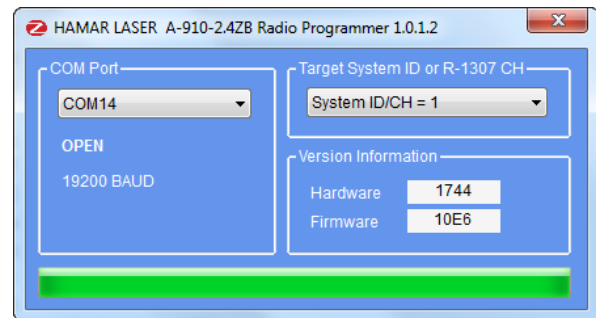 HAMAR LASER A-910-2.4ZB Radio Programmer 1.0.1.2
COM Port
COM14
OPEN
19200 BAUD
Target System ID or R-1307 CH
System ID/CH = 1
Version Information
Hardware 1744
Firmware 10E6